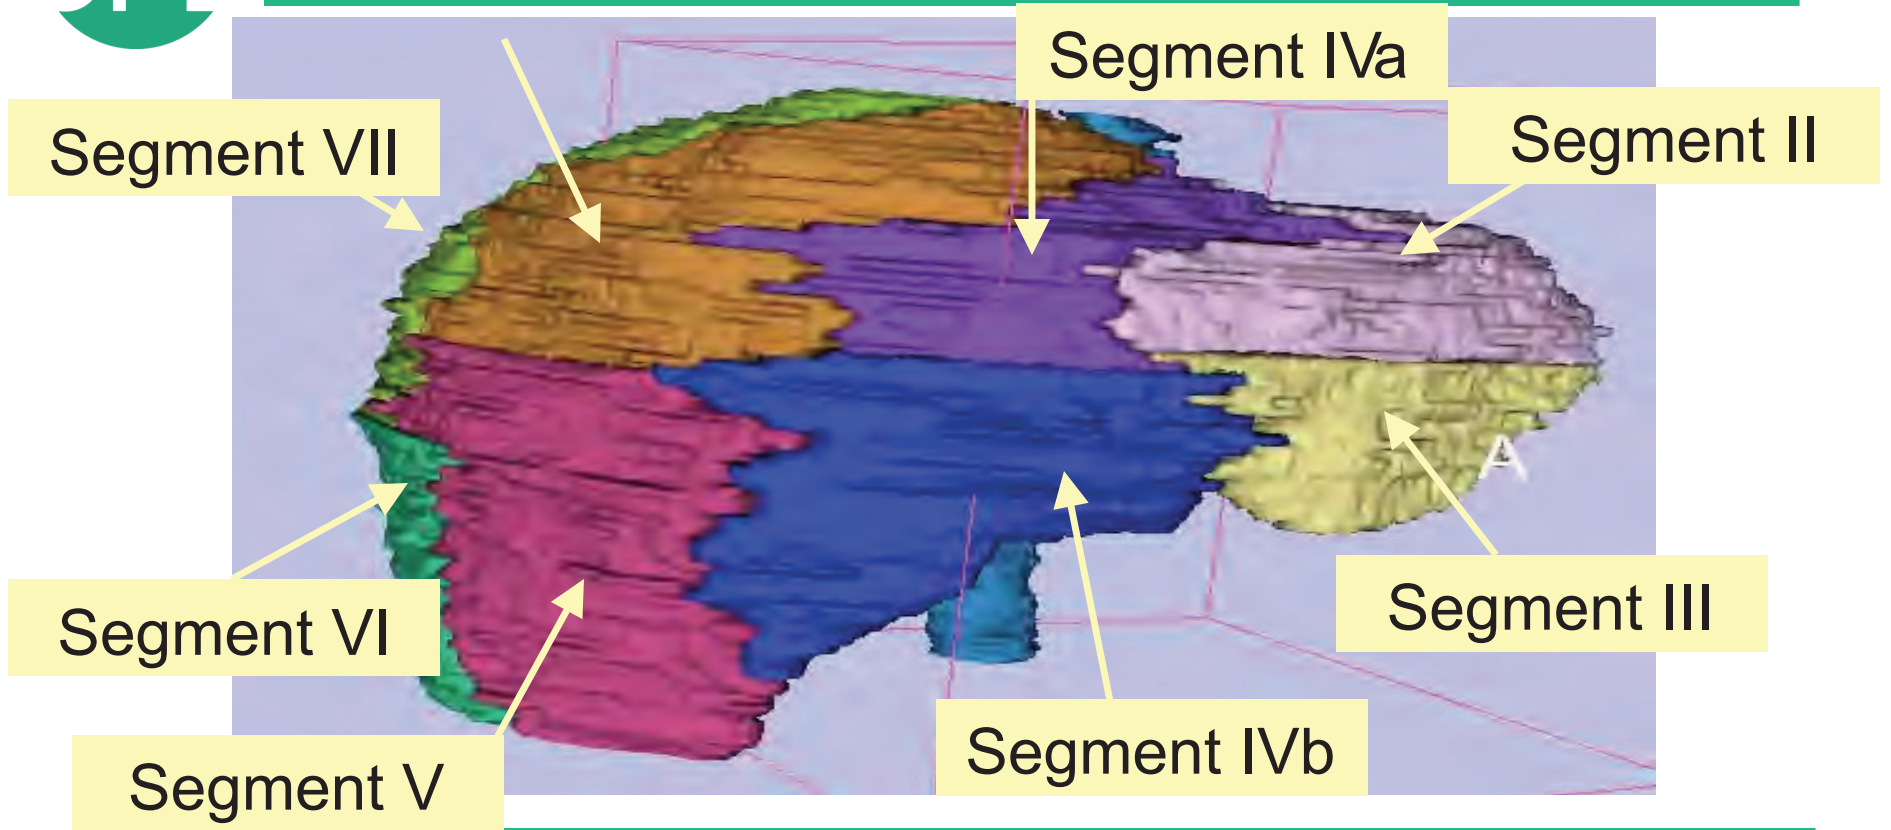 Segment IVa
Segment VII
Segment II
Segment VI
Segment III
Segment V
Segment IVb
A